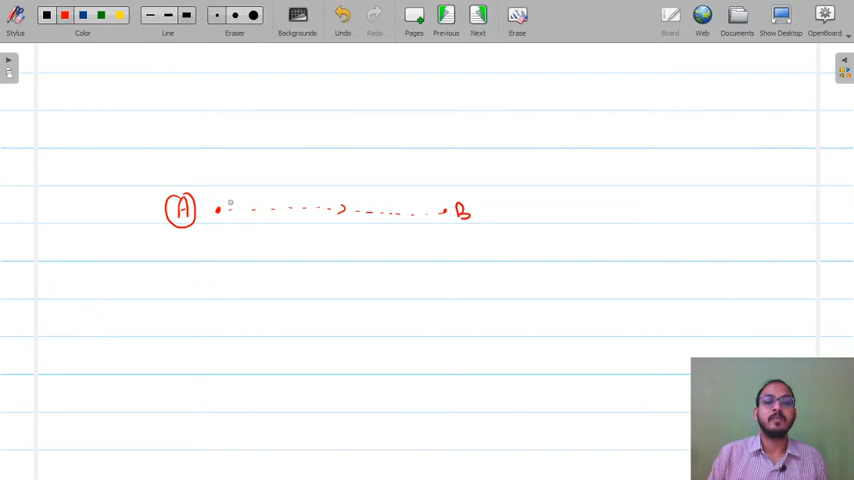 Stylus Color Line Eraser Backgrounds Undo Redo Pages Previous Next Erase Board Web Documents Show Desktop OpenBoard
A B